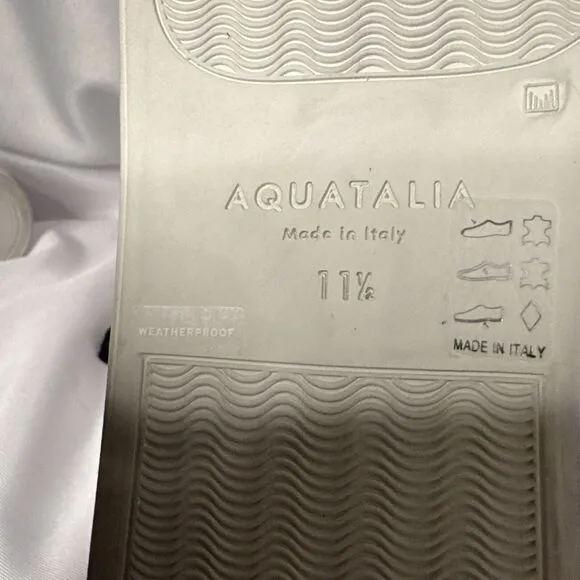 AQUATALIA
Made in Italy
11½
WEATHERPROOF
MADE IN ITALY